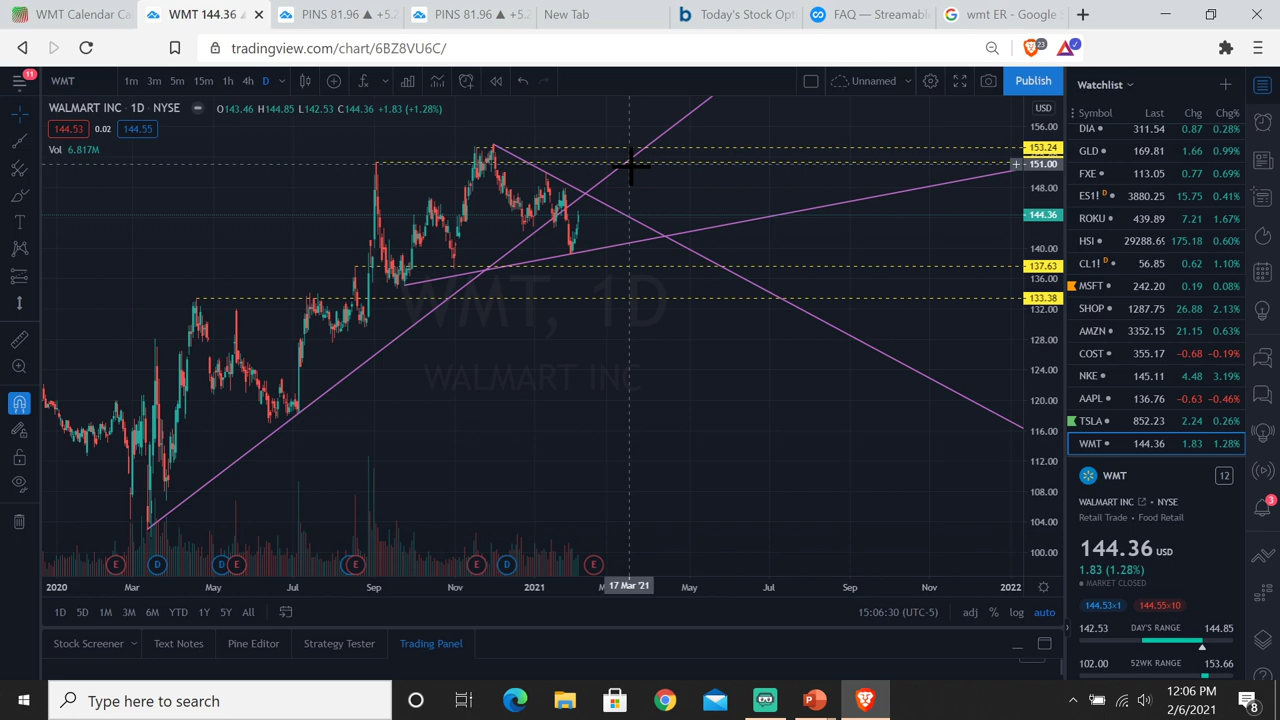 WMT Calendar Ca
WMT 144.36
PINS 81.96 ▲ +5.2
PINS 81.96 ▲ +5.2
New Tab
Today's Stock Opt
FAQ — Streamable
wmt ER - Google S
tradingview.com/chart/6BZ8VU6C/
23
11
WMT 1m 3m 5m 15m 1h 4h D
Unnamed
Publish
Watchlist
WALMART INC · 1D · NYSE O143.46 H144.85 L142.53 C144.36 +1.83 (+1.28%)
144.53 0.02 144.55
Vol 6.817M
USD
156.00
153.24
151.00
148.00
144.36
140.00
137.63
136.00
133.38
132.00
128.00
124.00
120.00
116.00
112.00
108.00
104.00
100.00
WMT, 1D
WALMART INC
E D D E E E D E
2020 Mar May Jul Sep Nov 2021 17 Mar '21 May Jul Sep Nov 2022
1D 5D 1M 3M 6M YTD 1Y 5Y All
15:06:30 (UTC-5) adj % log auto
Stock Screener Text Notes Pine Editor Strategy Tester Trading Panel
Symbol Last Chg Chg%
DIA 311.54 0.87 0.28%
GLD 169.81 1.66 0.99%
FXE 113.05 0.77 0.69%
ES1! D 3880.25 15.25
ROKU 439.89 7.21 1.67%
HSI 29288.69 175.18 0.60%
CL1! D 56.85 0.62 1.10%
MSFT 242.20 0.19 0.08%
SHOP 1287.75 26.88 2.13%
AMZN 3352.15 21.15 0.63%
COST 355.17 −0.68 −0.19%
NKE 145.11 4.48 3.19%
AAPL 136.76 −0.63 −0.46%
TSLA 852.23 2.24 0.26%
WMT 144.36 1.83 1.28%
WMT
12
WALMART INC • NYSE
Retail Trade • Food Retail
144.36 USD
1.83 (1.28%)
MARKET CLOSED
144.53×1 144.55×10
142.53 DAY'S RANGE 144.85
102.00 52WK RANGE 153.66
3
Type here to search
12:06 PM
2/6/2021
8